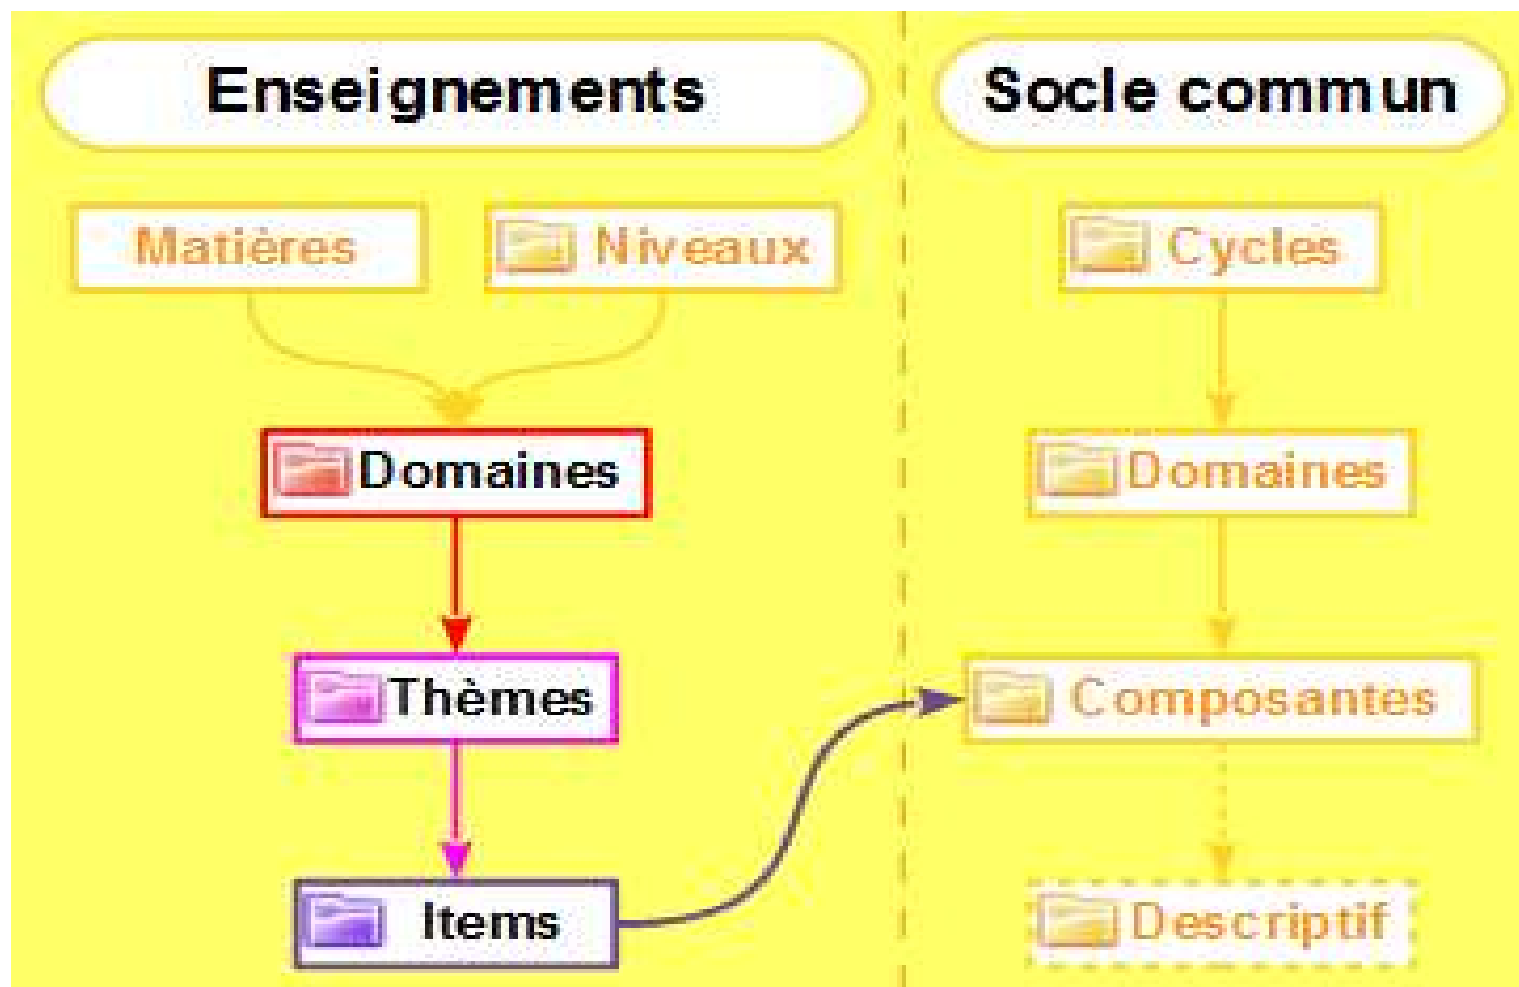 Enseignements
Socle commun
Matières
Niveaux
Cycles
Domaines
Domaines
Thèmes
Composantes
Items
Descriptif